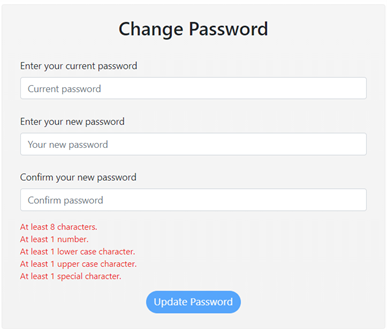 Change Password
Enter your current password
Current password
Enter your new password
Your new password
Confirm your new password
Confirm password
At least 8 characters.
At least 1 number.
At least 1 lower case character.
At least 1 upper case character.
At least 1 special character.
Update Password